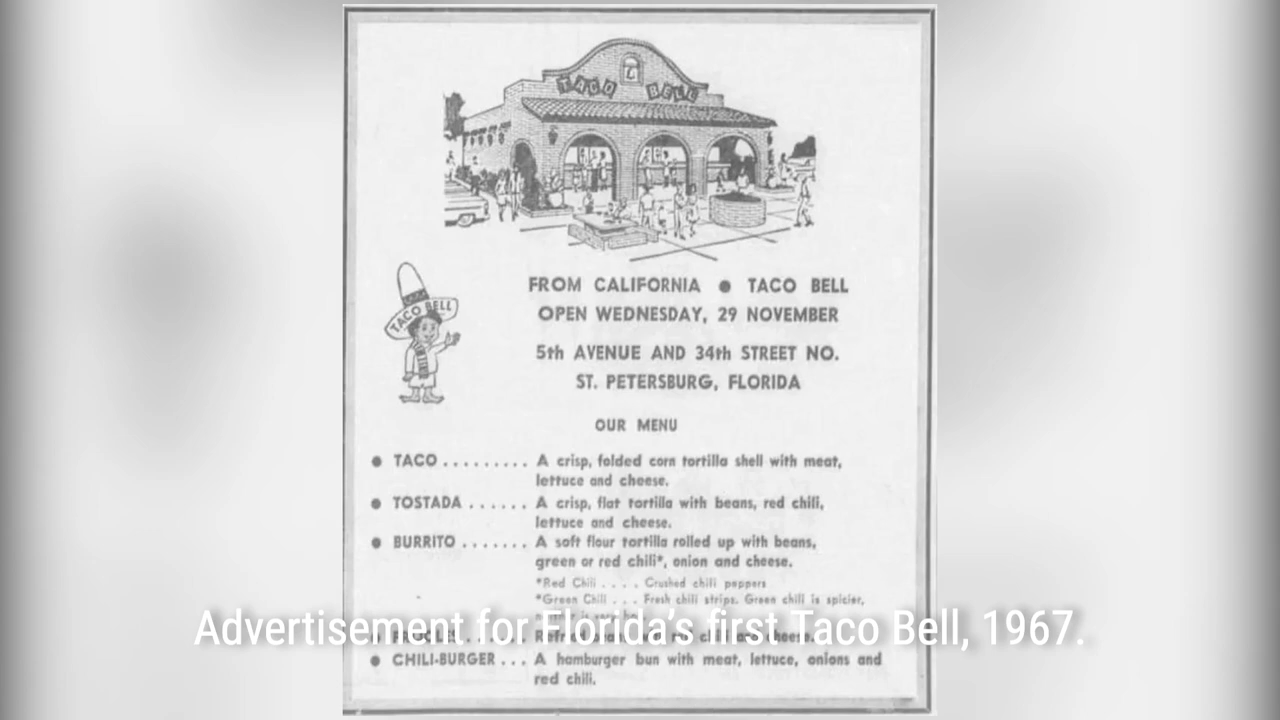 TACO BELL
TACO BELL
FROM CALIFORNIA ● TACO BELL
OPEN WEDNESDAY, 29 NOVEMBER
5th AVENUE AND 34th STREET NO.
ST. PETERSBURG, FLORIDA
OUR MENU
● TACO ......... A crisp, folded corn tortilla shell with meat,
lettuce and cheese.
● TOSTADA ...... A crisp, flat tortilla with beans, red chili,
lettuce and cheese.
● BURRITO ....... A soft flour tortilla rolled up with beans,
green or red chili*, onion and cheese.
*Red Chili .... Crushed chili peppers
*Green Chili ... Fresh chili strips. Green chili is spicier,
Advertisement for Florida’s first Taco Bell, 1967.
● CHILI-BURGER ... A hamburger bun with meat, lettuce, onions and
red chili.